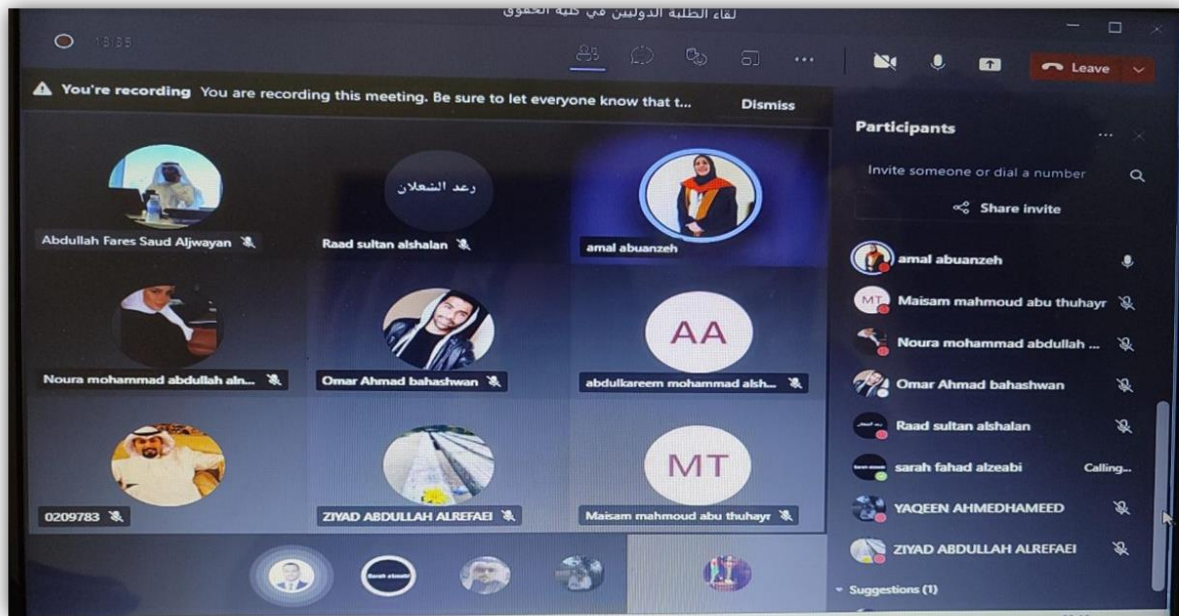 لقاء الطلبة الدوليين في كلية الحقوق
Leave
You're recording You are recording this meeting. Be sure to let everyone know that t... Dismiss
Participants
Invite someone or dial a number
Share invite
رعد الشعلان
Abdullah Fares Saud Aljwayan
Raad sultan alshalan
amal abuanzeh
AA
Noura mohammad abdullah aln...
Omar Ahmad bahashwan
abdulkareem mohammad alsh...
MT
0209783
ZIYAD ABDULLAH ALREFAEI
Maisam mahmoud abu thuhayr
Sarah alzeabi
amal abuanzeh
MT
Maisam mahmoud abu thuhayr
Noura mohammad abdullah ...
Omar Ahmad bahashwan
Raad sultan alshalan
sarah fahad alzeabi
Calling...
YAQEEN AHMEDHAMEED
ZIYAD ABDULLAH ALREFAEI
Suggestions (1)